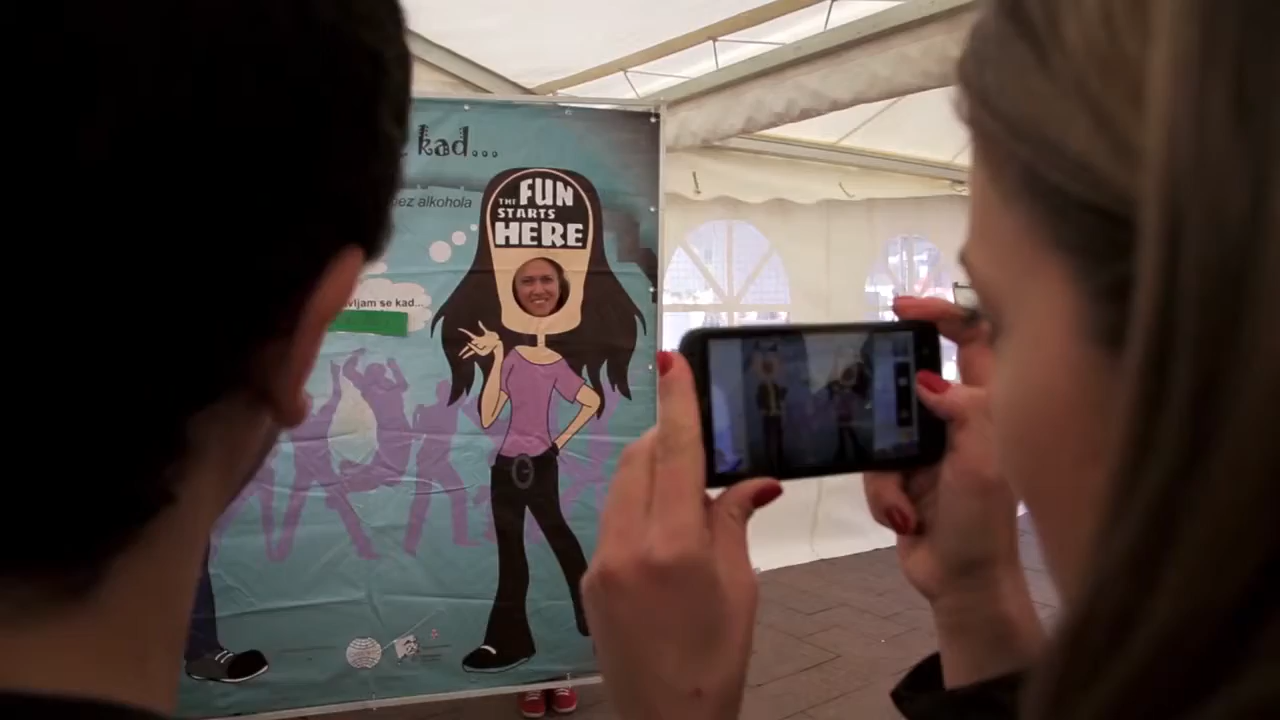 kad...
bez alkohola
THE FUN
STARTS
HERE
vljam se kad...